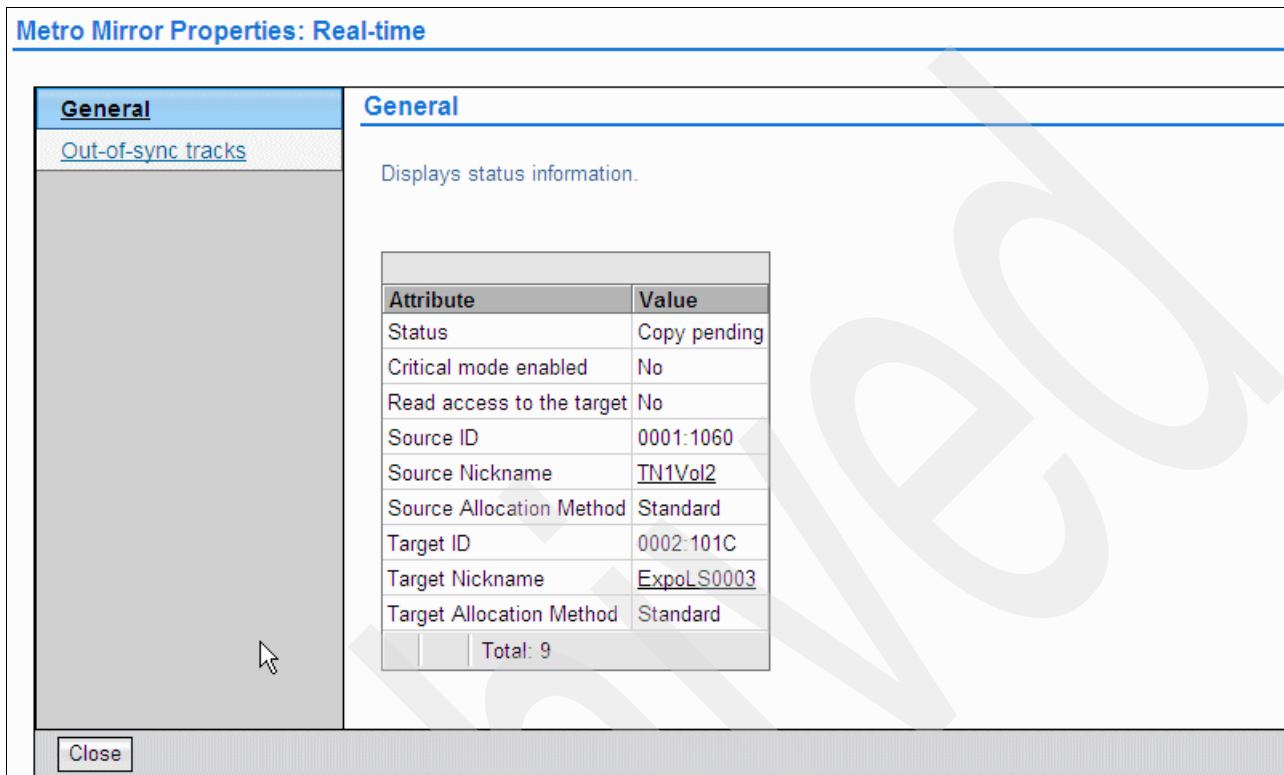 Metro Mirror Properties: Real-time
General
Out-of-sync tracks
General
Displays status information.
Attribute Value
Status Copy pending
Critical mode enabled No
Read access to the target No
Source ID 0001:1060
Source Nickname TN1Vol2
Source Allocation Method Standard
Target ID 0002:101C
Target Nickname ExpoLS0003
Target Allocation Method Standard
Total: 9
Close